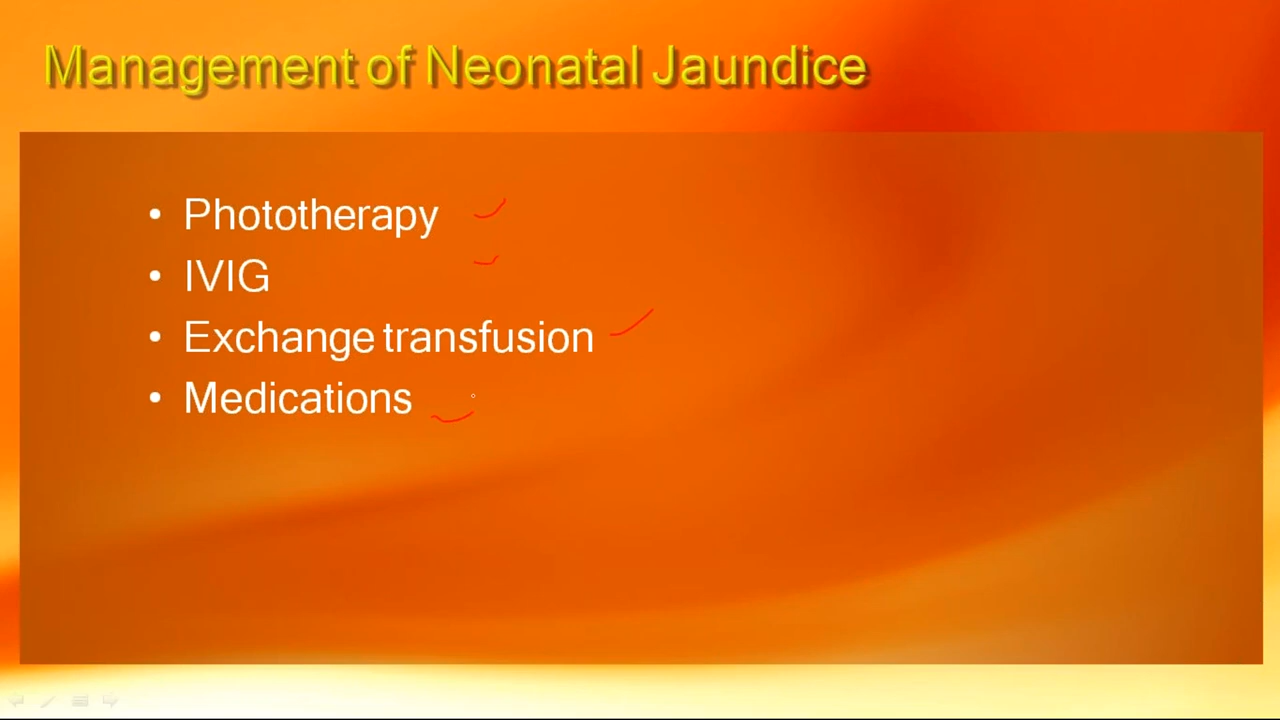 Management of Neonatal Jaundice
• Phototherapy
• IVIG
• Exchange transfusion
• Medications